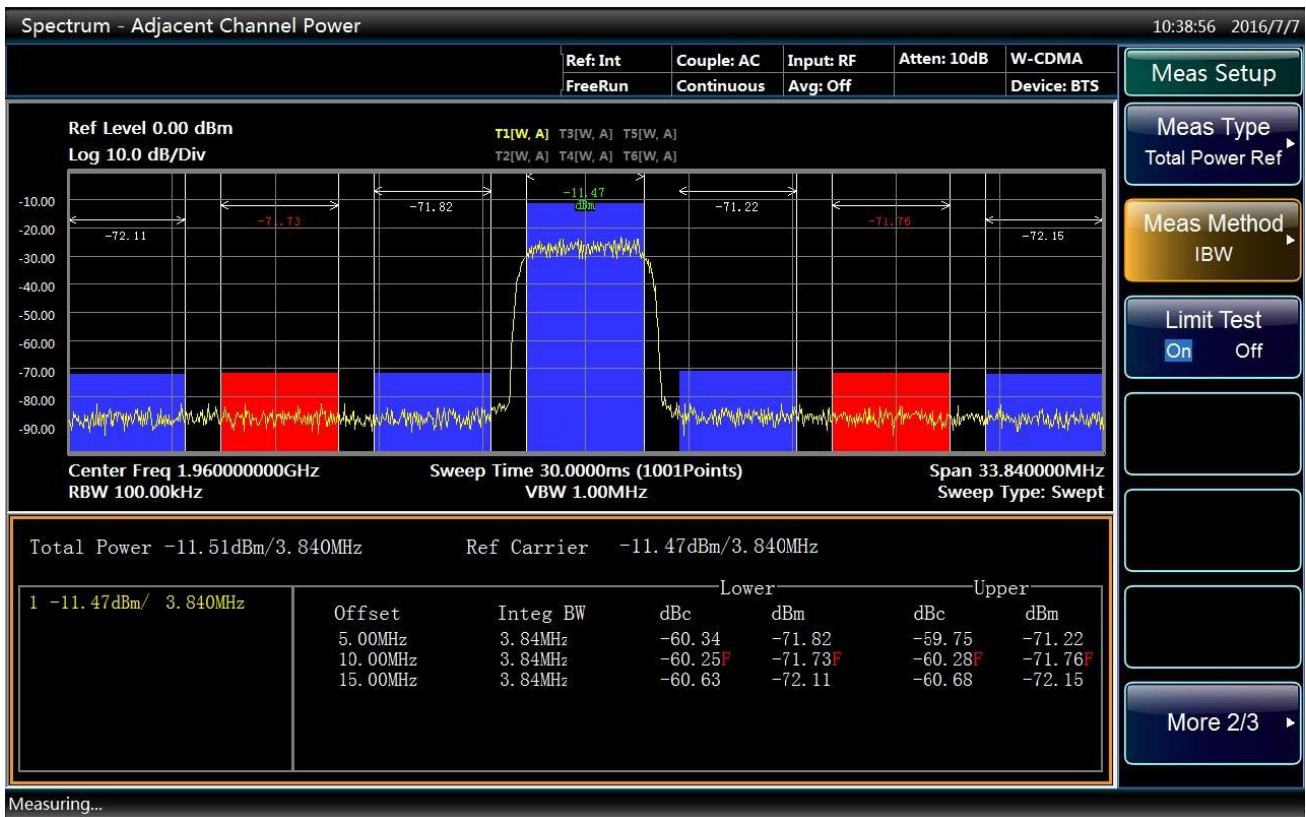 Spectrum - Adjacent Channel Power 10:38:56 2016/7/7
Ref: Int Couple: AC Input: RF Atten: 10dB W-CDMA
FreeRun Continuous Avg: Off Device: BTS
Ref Level 0.00 dBm T1[W, A] T3[W, A] T5[W, A]
Log 10.0 dB/Div T2[W, A] T4[W, A] T6[W, A]
-10.00
-20.00
-30.00
-40.00
-50.00
-60.00
-70.00
-80.00
-90.00
-72.11
-71.73
-71.82
-11.47
dBm
-71.22
-71.76
-72.15
Center Freq 1.960000000GHz Sweep Time 30.0000ms (1001Points) Span 33.840000MHz
RBW 100.00kHz VBW 1.00MHz Sweep Type: Swept
Total Power -11.51dBm/3.840MHz Ref Carrier -11.47dBm/3.840MHz
1 -11.47dBm/ 3.840MHz
Lower Upper
Offset Integ BW dBc dBm dBc dBm
5.00MHz 3.84MHz -60.34 -71.82 -59.75 -71.22
10.00MHz 3.84MHz -60.25F -71.73F -60.28F -71.76F
15.00MHz 3.84MHz -60.63 -72.11 -60.68 -72.15
Measuring...
Meas Setup
Meas Type
Total Power Ref
Meas Method
IBW
Limit Test
On Off
More 2/3